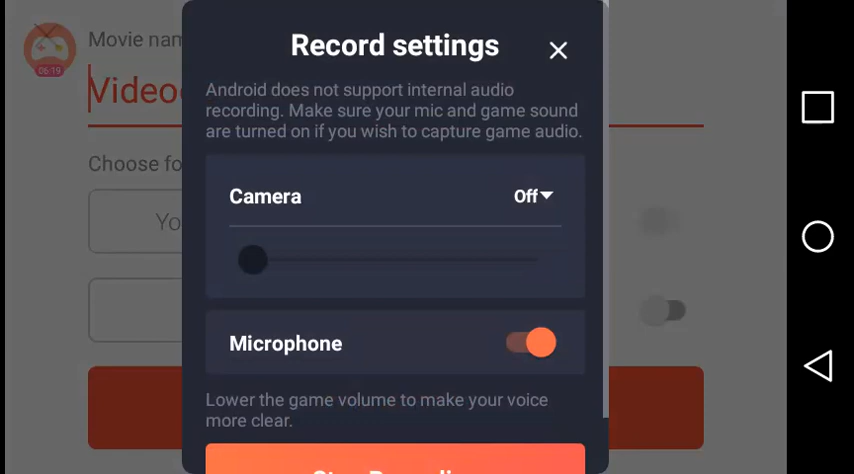 Record settings
Android does not support internal audio
recording. Make sure your mic and game sound
are turned on if you wish to capture game audio.
Camera
Off
Microphone
Lower the game volume to make your voice
more clear.
06:19
Movie nam
Video
Choose fo
Yo